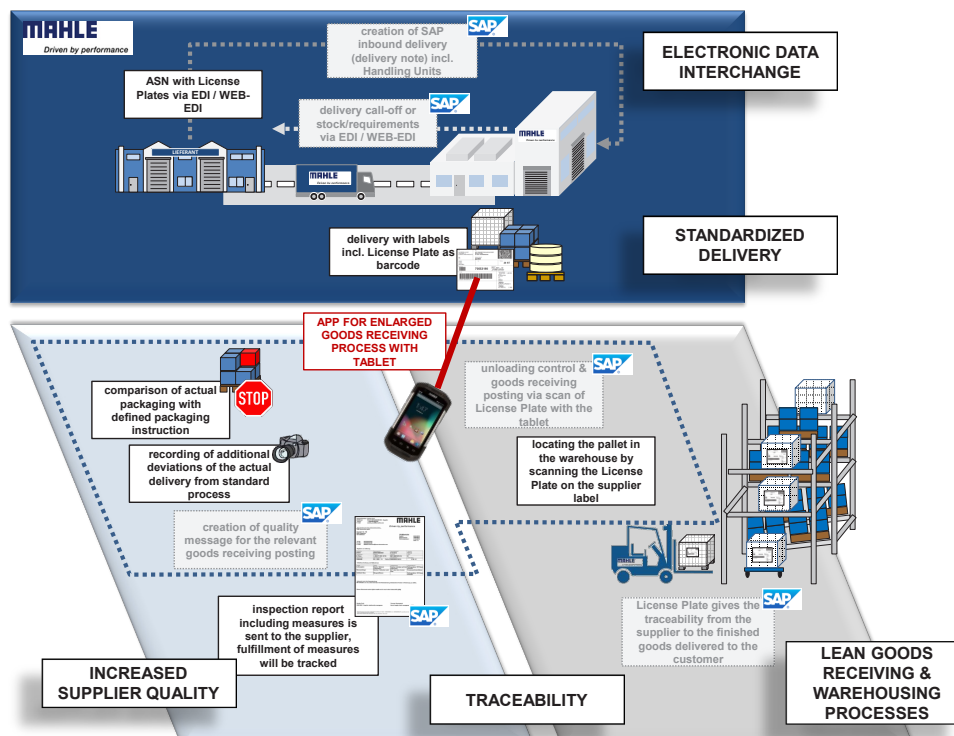 MAHLE
Driven by performance
creation of SAP
inbound delivery
(delivery note) incl.
Handling Units
SAP
ELECTRONIC DATA
INTERCHANGE
ASN with License
Plates via EDI / WEB-
EDI
delivery call-off or
stock/requirements
via EDI / WEB-EDI
SAP
LIEFERANT
MAHLE
Driven by performance
MAHLE
delivery with labels
incl. License Plate as
barcode
STANDARDIZED
DELIVERY
APP FOR ENLARGED
GOODS RECEIVING
PROCESS WITH
TABLET
comparison of actual
packaging with
defined packaging
instruction
STOP
unloading control &
goods receiving
posting via scan of
License Plate with the
tablet
SAP
recording of additional
deviations of the actual
delivery from standard
process
locating the pallet in
the warehouse by
scanning the License
Plate on the supplier
label
creation of quality
message for the relevant
goods receiving posting
SAP
MAHLE
MAHLE
inspection report
including measures is
sent to the supplier,
fulfillment of measures
will be tracked
SAP
License Plate gives the
traceability from the
supplier to the finished
goods delivered to the
customer
SAP
INCREASED
SUPPLIER QUALITY
TRACEABILITY
LEAN GOODS
RECEIVING &
WAREHOUSING
PROCESSES